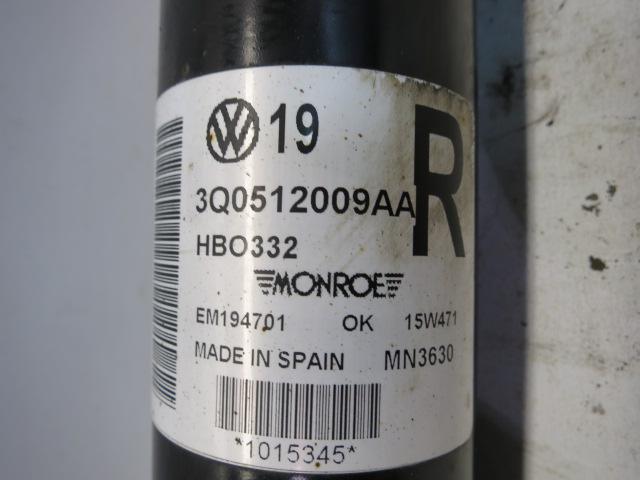 19
R
3Q0512009AA
HBO332
MONROE
EM194701 OK 15W471
MADE IN SPAIN MN3630
*1015345*